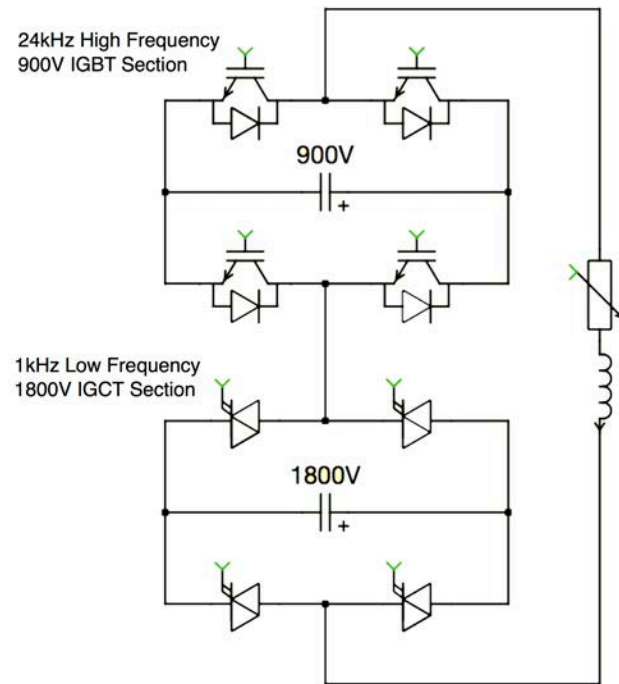 24kHz High Frequency
900V IGBT Section
900V
+
1kHz Low Frequency
1800V IGCT Section
1800V
+